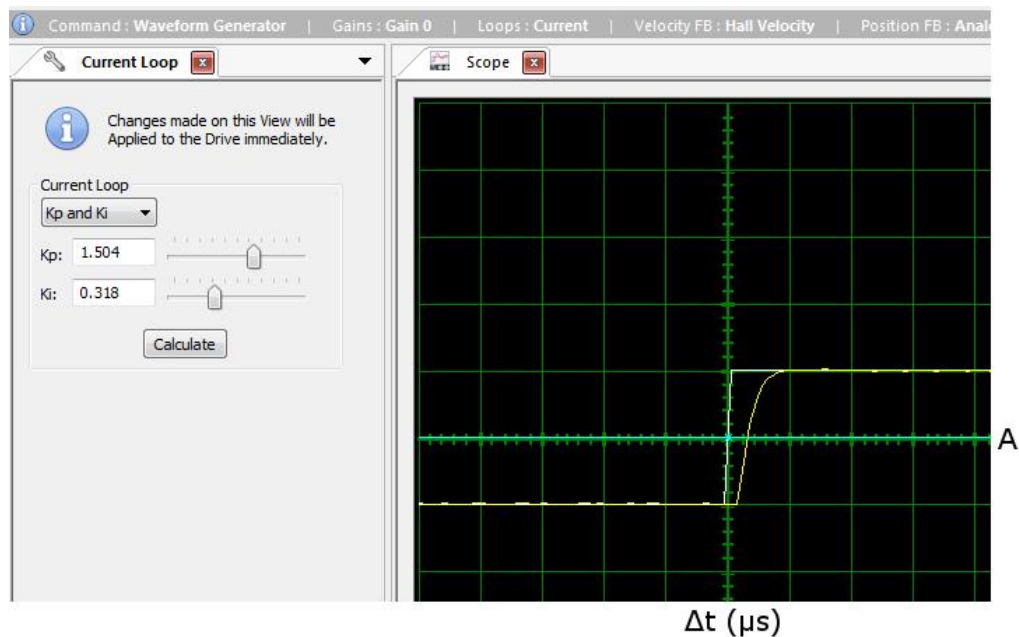 Command : Waveform Generator | Gains : Gain 0 | Loops : Current | Velocity FB : Hall Velocity | Position FB : Anal
Current Loop
Scope
Changes made on this View will be
Applied to the Drive immediately.
Current Loop
Kp and Ki
Kp: 1.504
Ki: 0.318
Calculate
A
Δt (μs)